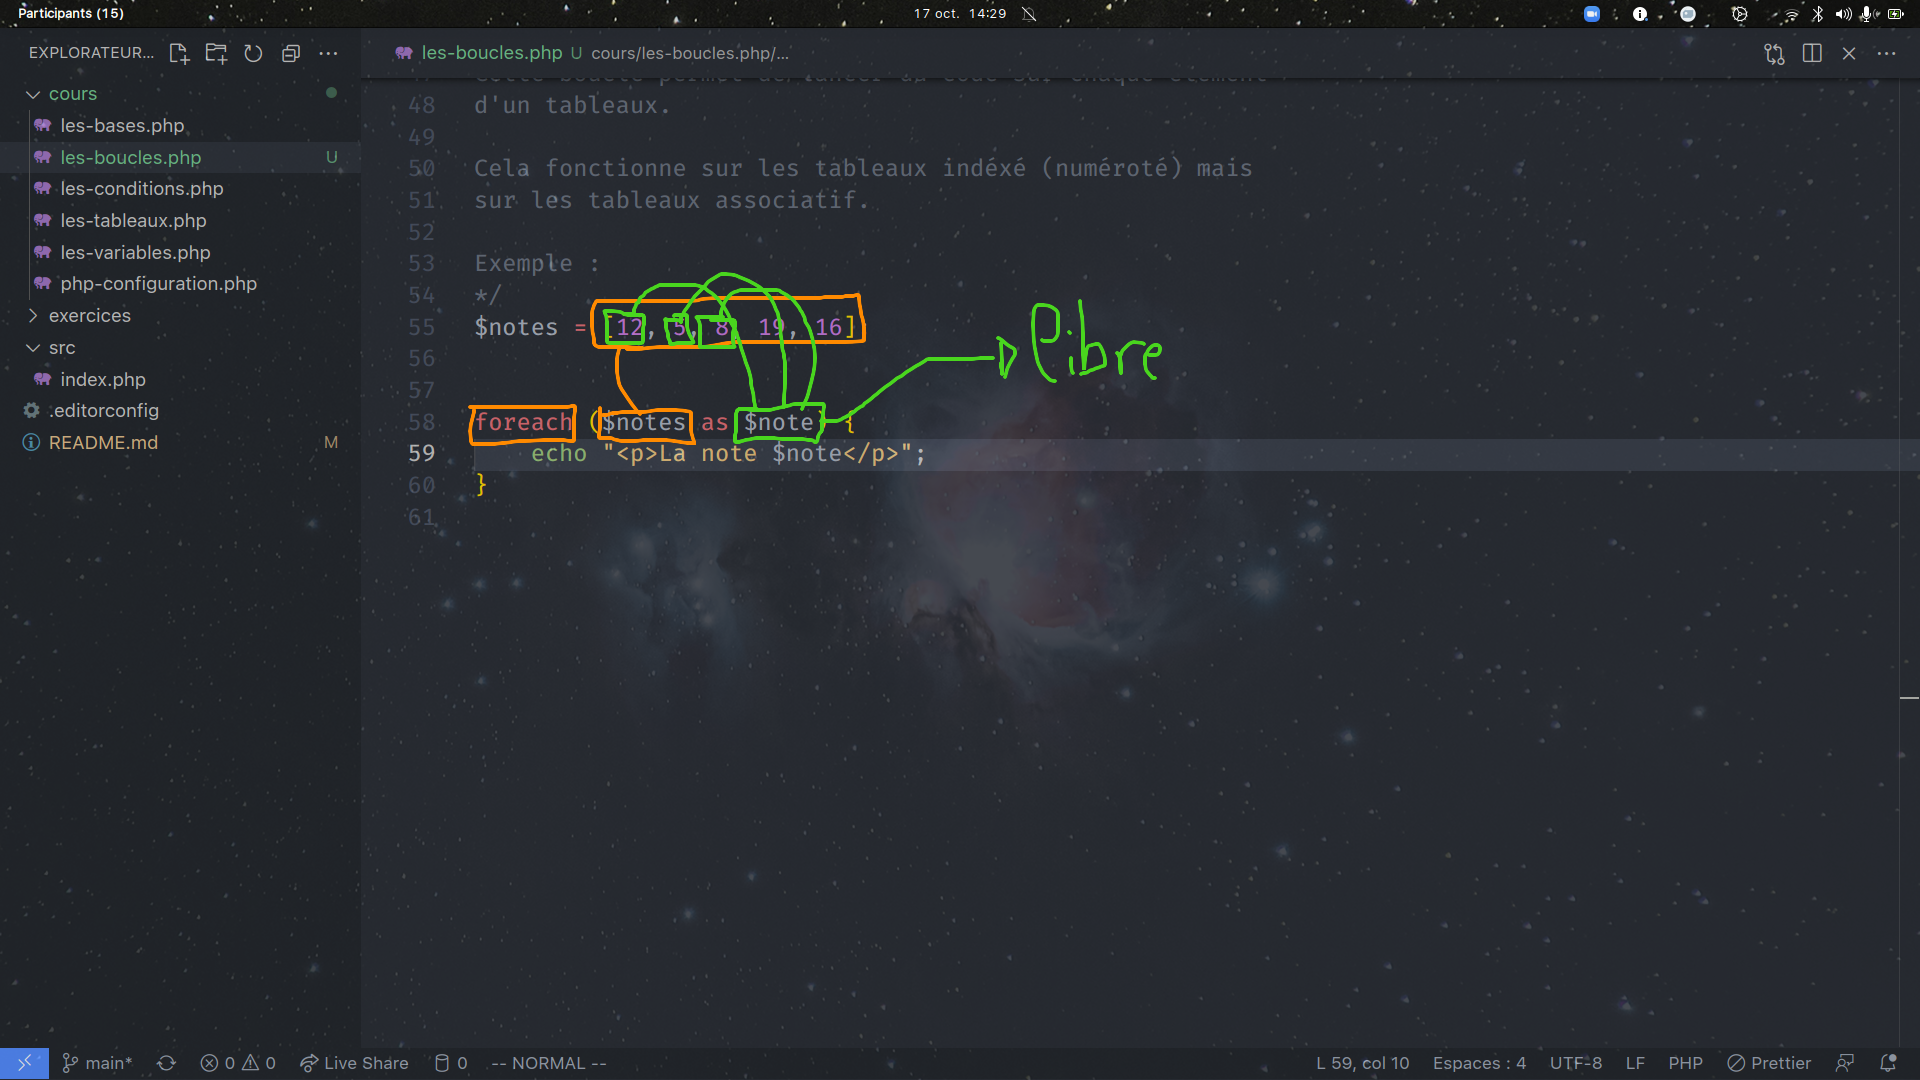 Participants (15)
17 oct. 14:29
EXPLORATEUR...
cours
les-bases.php
les-boucles.php U
les-conditions.php
les-tableaux.php
les-variables.php
php-configuration.php
exercices
src
index.php
.editorconfig
README.md M
les-boucles.php U cours/les-boucles.php/...
48 d'un tableaux.
49
50 Cela fonctionne sur les tableaux indéxé (numéroté) mais
51 sur les tableaux associatif.
52
53 Exemple :
54 */
55 $notes = [12, 5, 8, 19, 16]
56
57
58 foreach ($notes as $note) {
59 echo "<p>La note $note</p>";
60 }
61
libre
main* 0 0 Live Share 0 -- NORMAL --
L 59, col 10 Espaces : 4 UTF-8 LF PHP Prettier